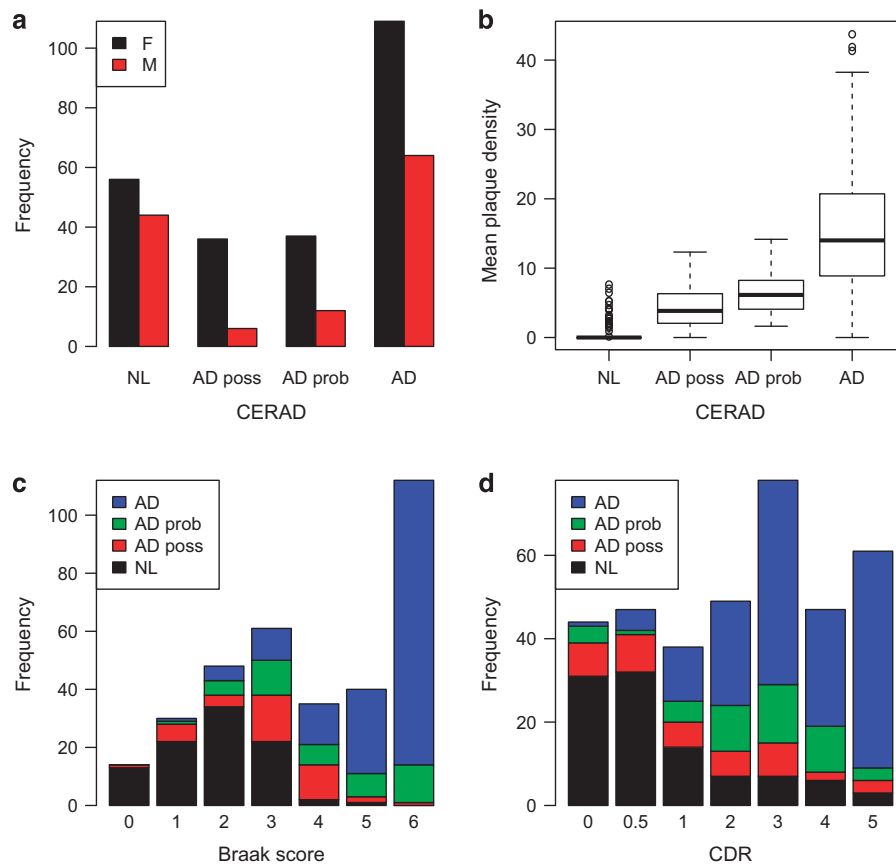 a
F
M
Frequency
0
20
40
60
80
100
NL
AD poss
AD prob
AD
CERAD
b
Mean plaque density
0
10
20
30
40
NL
AD poss
AD prob
AD
CERAD
c
AD
AD prob
AD poss
NL
Frequency
0
20
40
60
80
100
0
1
2
3
4
5
6
Braak score
d
AD
AD prob
AD poss
NL
Frequency
0
20
40
60
0
0.5
1
2
3
4
5
CDR